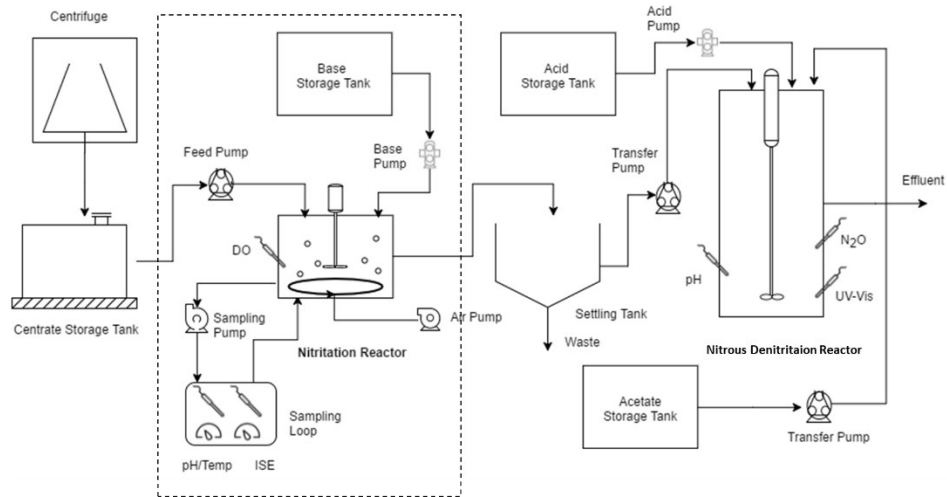 Centrifuge
Centrate Storage Tank
Feed Pump
Base
Storage Tank
Base
Pump
DO
Sampling
Pump
Air Pump
Nitritation Reactor
Sampling
Loop
pH/Temp
ISE
Acid
Storage Tank
Acid
Pump
Transfer
Pump
Settling Tank
Waste
pH
N2O
UV-Vis
Effluent
Nitrous Denitritaion Reactor
Acetate
Storage Tank
Transfer Pump